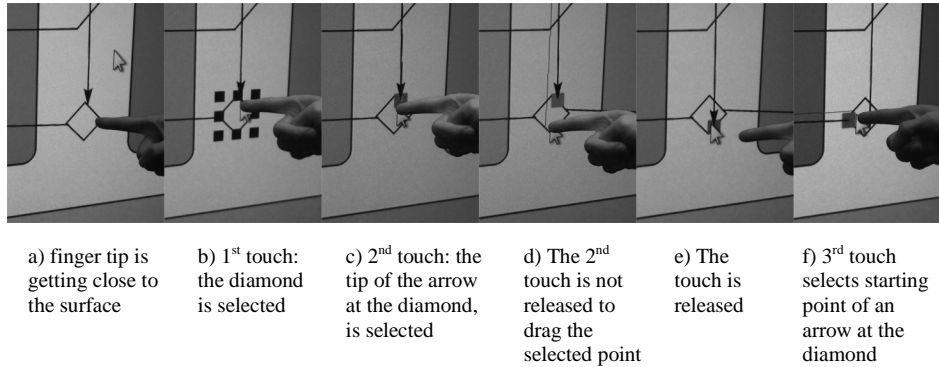 a) finger tip is
getting close to
the surface
b) 1st touch:
the diamond
is selected
c) 2nd touch: the
tip of the arrow
at the diamond,
is selected
d) The 2nd
touch is not
released to
drag the
selected point
e) The
touch is
released
f) 3rd touch
selects starting
point of an
arrow at the
diamond